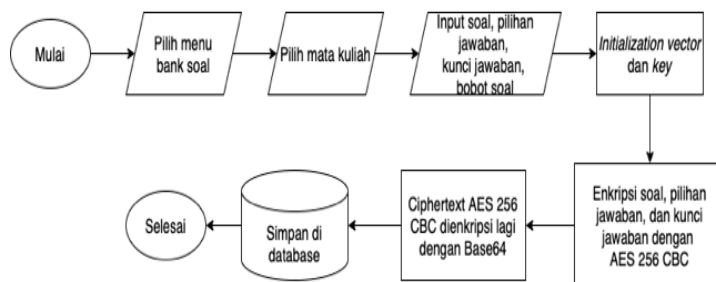 Mulai
Pilih menu
bank soal
Pilih mata kuliah
Input soal, pilihan
jawaban,
kunci jawaban,
bobot soal
Initialization vector
dan key
Enkripsi soal, pilihan
jawaban, dan kunci
jawaban dengan
AES 256 CBC
Ciphertext AES 256
CBC dienkripsi lagi
dengan Base64
Simpan di
database
Selesai